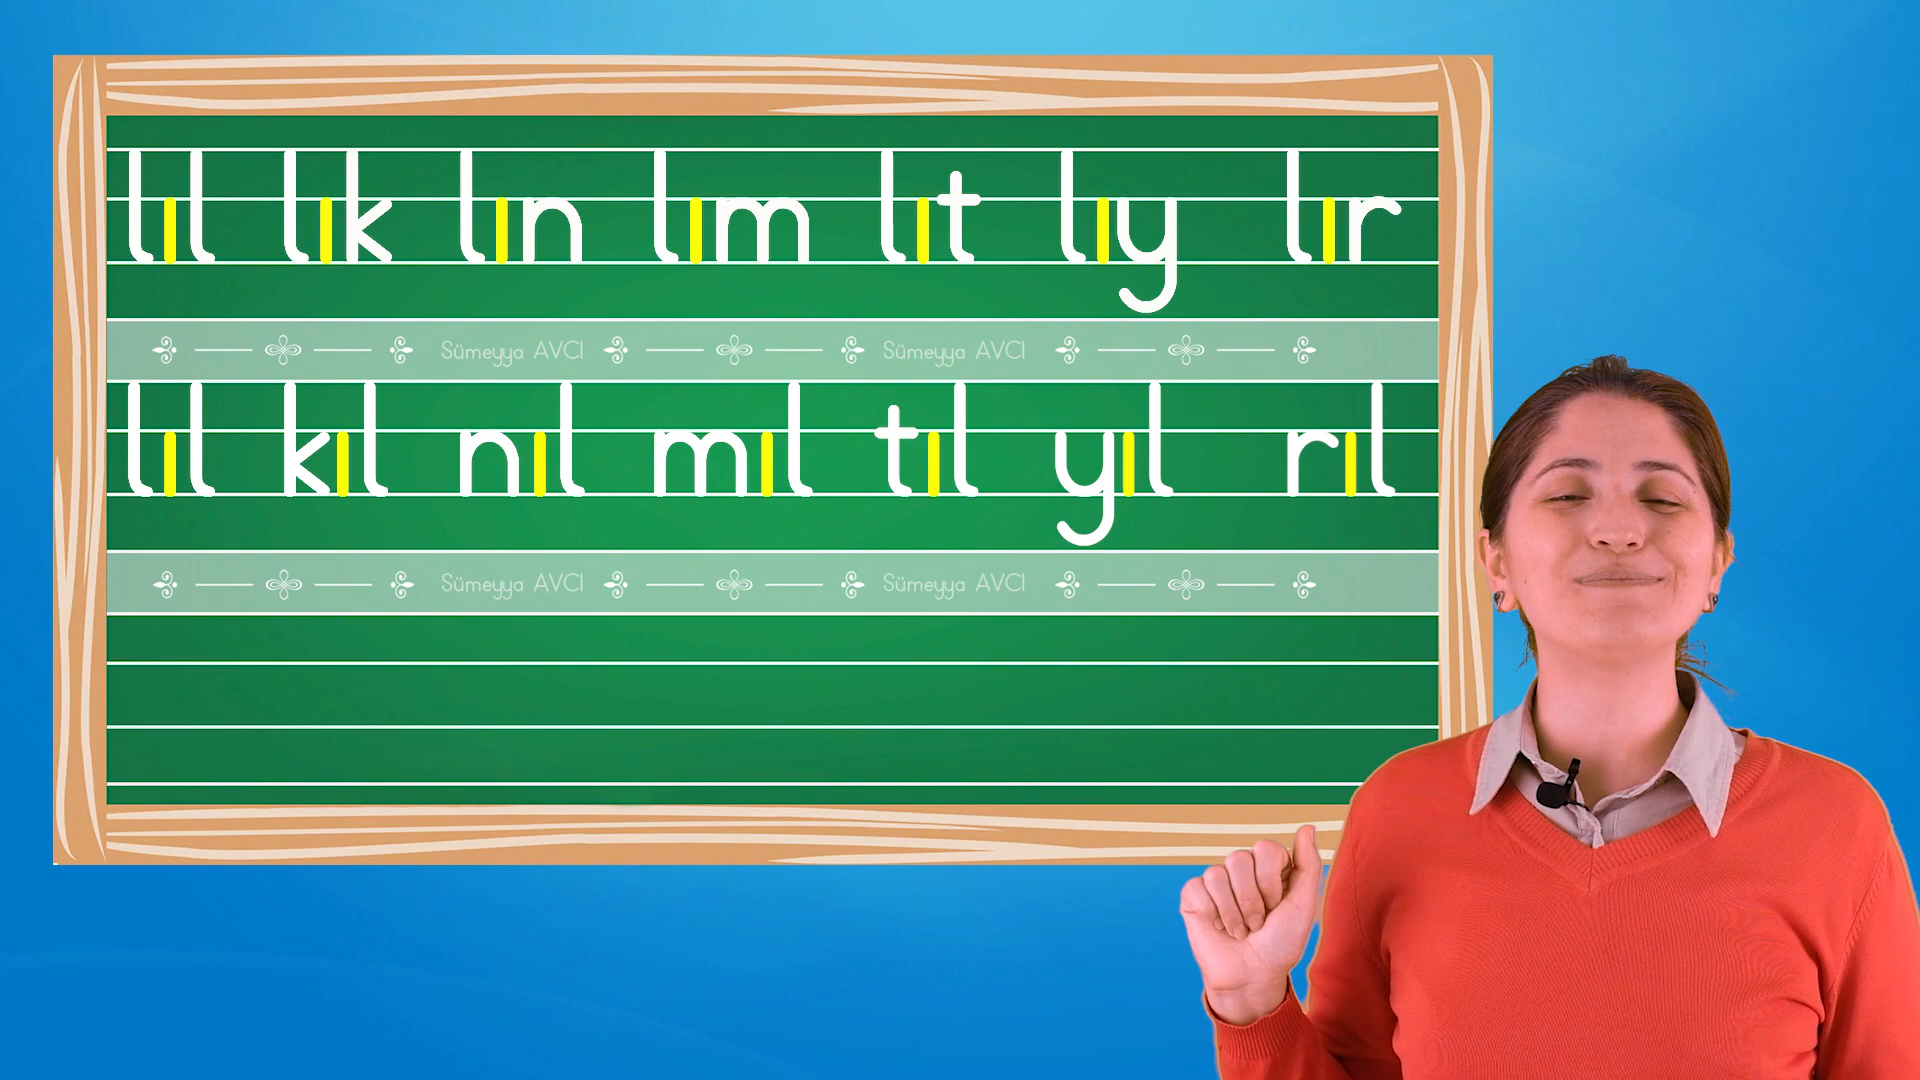 lıl lık lın lım lıt lıy lır
Sümeyya AVCI Sümeyya AVCI
lıl kıl nıl mıl tıl yıl rıl
Sümeyya AVCI Sümeyya AVCI